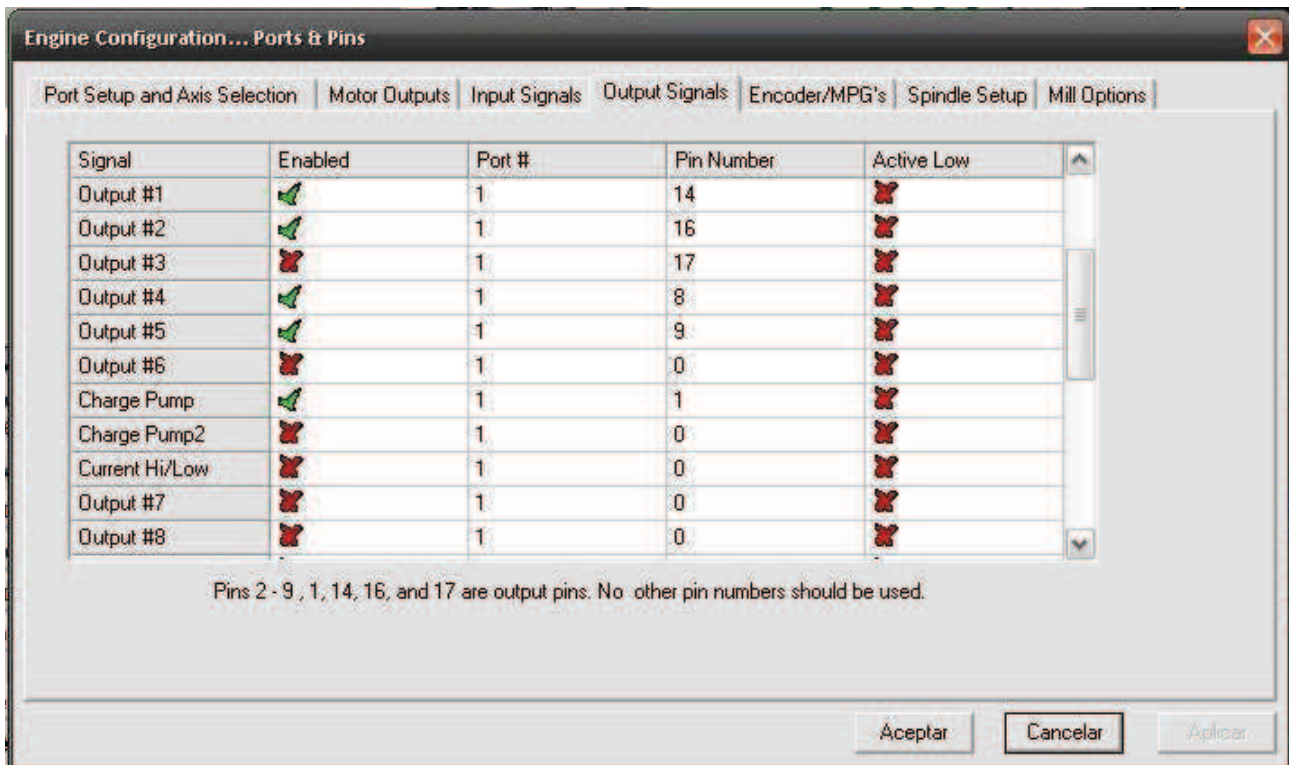 Engine Configuration... Ports & Pins
Port Setup and Axis Selection Motor Outputs Input Signals Output Signals Encoder/MPG's Spindle Setup Mill Options
Signal Enabled Port # Pin Number Active Low
Output #1 1 14
Output #2 1 16
Output #3 1 17
Output #4 1 8
Output #5 1 9
Output #6 1 0
Charge Pump 1 1
Charge Pump2 1 0
Current Hi/Low 1 0
Output #7 1 0
Output #8 1 0
Pins 2 - 9 , 1, 14, 16, and 17 are output pins. No other pin numbers should be used.
Aceptar Cancelar Aplicar